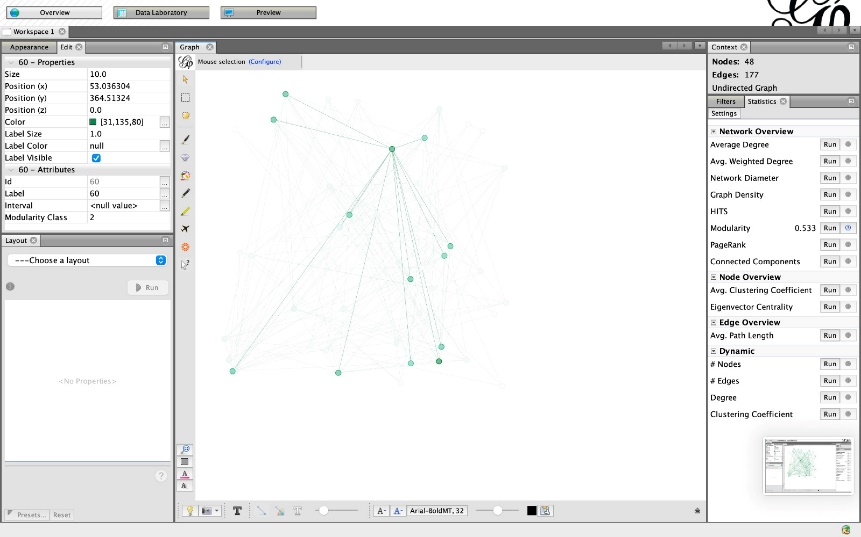 Overview
Data Laboratory
Preview
Workspace 1
Appearance
Edit
60 - Properties
Size 10.0
Position (x) 53.036304
Position (y) 364.51324
Position (z) 0.0
Color [31,135,80] ...
Label Size 1.0
Label Color null ...
Label Visible
60 - Attributes
Id 60 ...
Label 60 ...
Interval <null value> ...
Modularity Class 2
Layout
---Choose a layout
Run
<No Properties>
Presets...
Reset
Graph
Mouse selection (Configure)
T
A- A- Arial-BoldMT, 32
Context
Nodes: 48
Edges: 177
Undirected Graph
Filters
Statistics
Settings
Network Overview
Average Degree Run
Avg. Weighted Degree Run
Network Diameter Run
Graph Density Run
HITS Run
Modularity 0.533 Run
PageRank Run
Connected Components Run
Node Overview
Avg. Clustering Coefficient Run
Eigenvector Centrality Run
Edge Overview
Avg. Path Length Run
Dynamic
# Nodes Run
# Edges Run
Degree Run
Clustering Coefficient Run